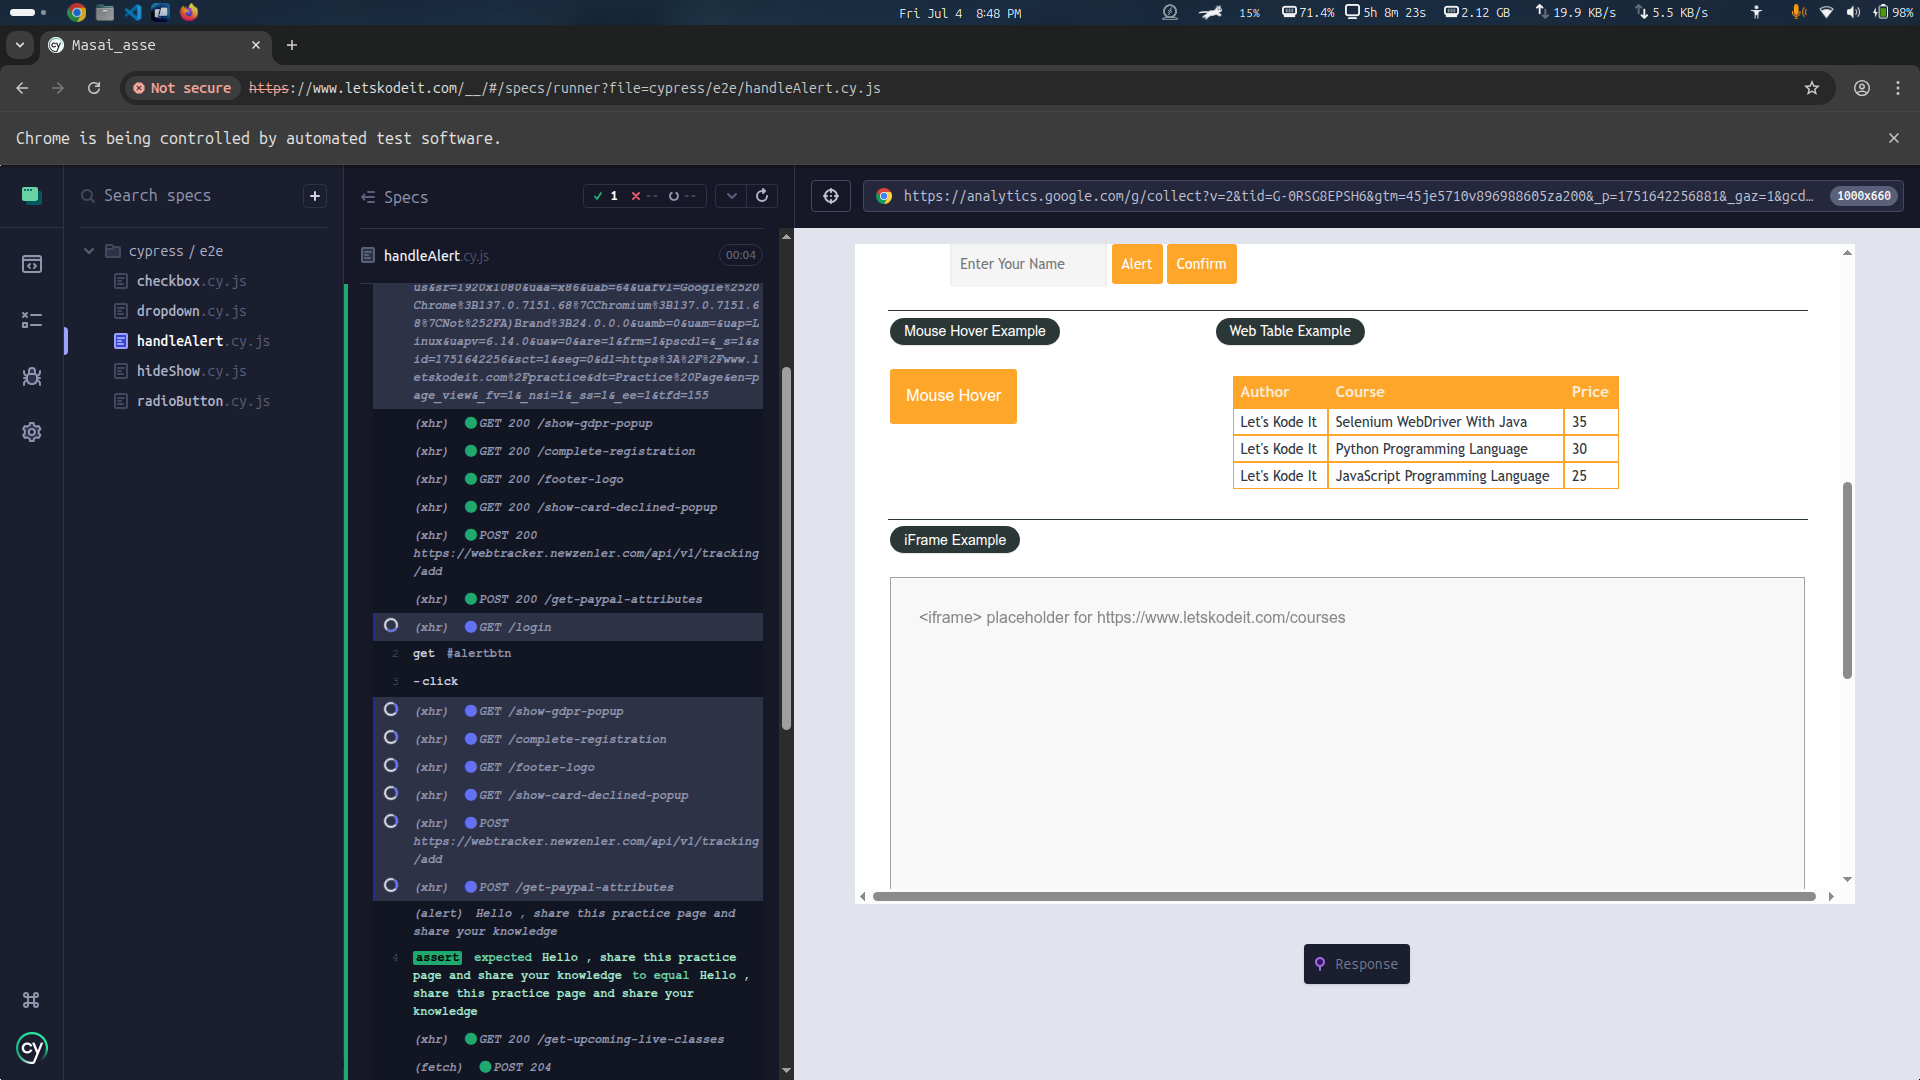 Fri Jul 4  8:48 PM
15%
71.4%
5h 8m 23s
2.12 GB
19.9 KB/s
5.5 KB/s
98%
Masai_asse
Not secure
https://www.letskodeit.com/__/#/specs/runner?file=cypress/e2e/handleAlert.cy.js
Chrome is being controlled by automated test software.
Search specs
cypress / e2e
checkbox.cy.js
dropdown.cy.js
handleAlert.cy.js
hideShow.cy.js
radioButton.cy.js
cy
Specs
1 -- --
handleAlert.cy.js 00:04
us&sr=1920x1080&uaa=x86&uab=64&uafvl=Google%2520
Chrome%3B137.0.7151.68%7CChromium%3B137.0.7151.6
8%7CNot%252FA)Brand%3B24.0.0.0&uamb=0&uam=&uap=L
inux&uapv=6.14.0&uaw=0&are=1&frm=1&pscdl=&_s=1&s
id=1751642256&sct=1&seg=0&dl=https%3A%2F%2Fwww.l
etskodeit.com%2Fpractice&dt=Practice%20Page&en=p
age_view&_fv=1&_nsi=1&_ss=1&_ee=1&tfd=155
(xhr) GET 200 /show-gdpr-popup
(xhr) GET 200 /complete-registration
(xhr) GET 200 /footer-logo
(xhr) GET 200 /show-card-declined-popup
(xhr) POST 200
https://webtracker.newzenler.com/api/v1/tracking
/add
(xhr) POST 200 /get-paypal-attributes
(xhr) GET /login
2 get #alertbtn
3 -click
(xhr) GET /show-gdpr-popup
(xhr) GET /complete-registration
(xhr) GET /footer-logo
(xhr) GET /show-card-declined-popup
(xhr) POST
https://webtracker.newzenler.com/api/v1/tracking
/add
(xhr) POST /get-paypal-attributes
(alert) Hello , share this practice page and
share your knowledge
4 assert expected Hello , share this practice
page and share your knowledge to equal Hello ,
share this practice page and share your
knowledge
(xhr) GET 200 /get-upcoming-live-classes
(fetch) POST 204
https://analytics.google.com/g/collect?v=2&tid=G-0RSG8EPSH6&gtm=45je5710v896988605za200&_p=1751642256881&_gaz=1&gcd...
1000x660
Enter Your Name
Alert
Confirm
Mouse Hover Example
Web Table Example
Mouse Hover
Author Course Price
Let's Kode It Selenium WebDriver With Java 35
Let's Kode It Python Programming Language 30
Let's Kode It JavaScript Programming Language 25
iFrame Example
<iframe> placeholder for https://www.letskodeit.com/courses
Response